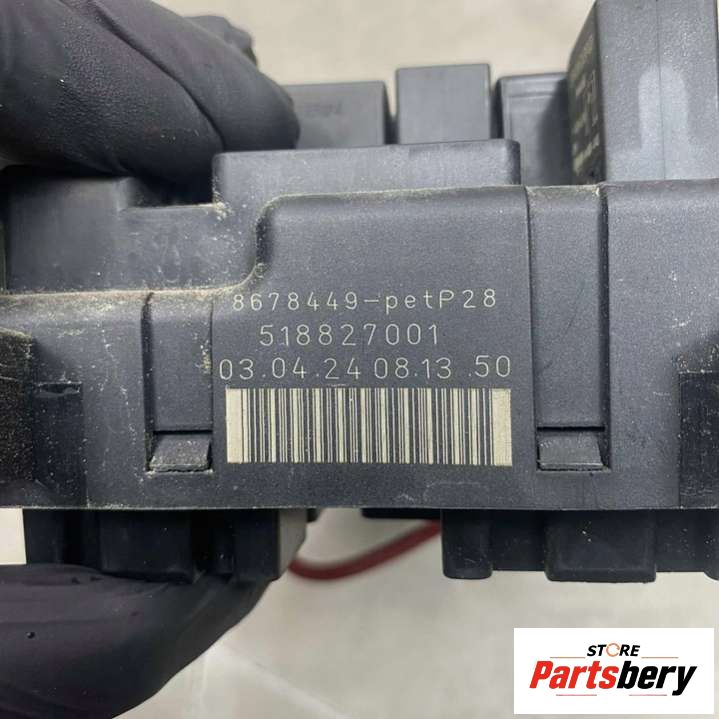 8678449-petP28
518827001
03.04.24 08.13.50
STORE
Partsbery